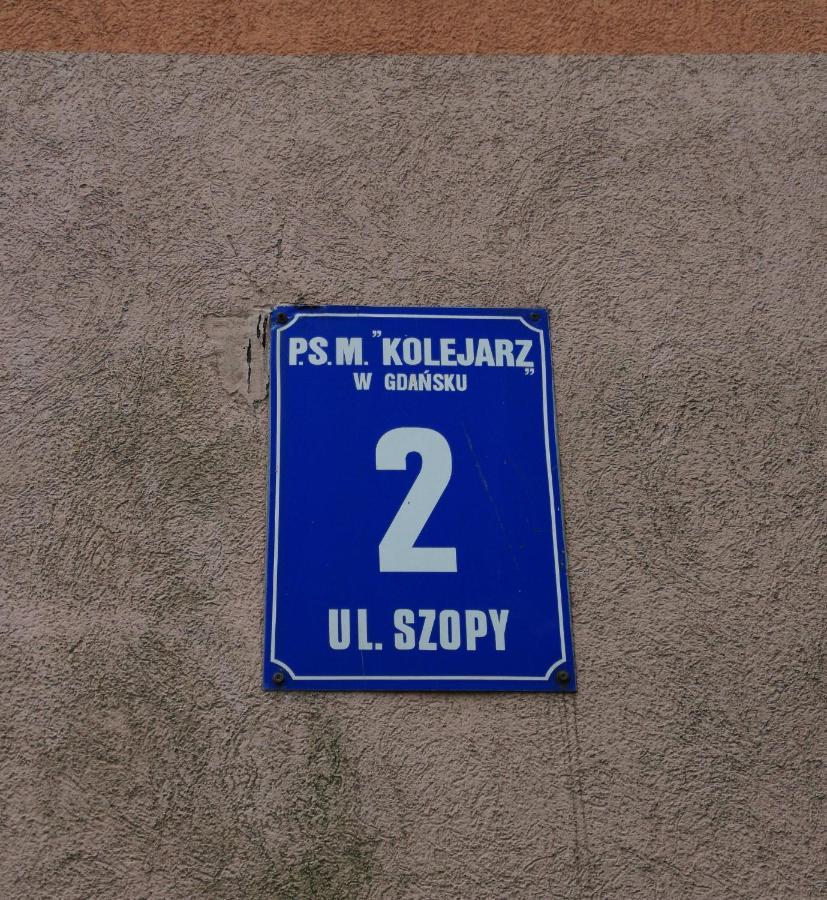 P.S.M. "KOLEJARZ"
W GDAŃSKU
2
UL. SZOPY